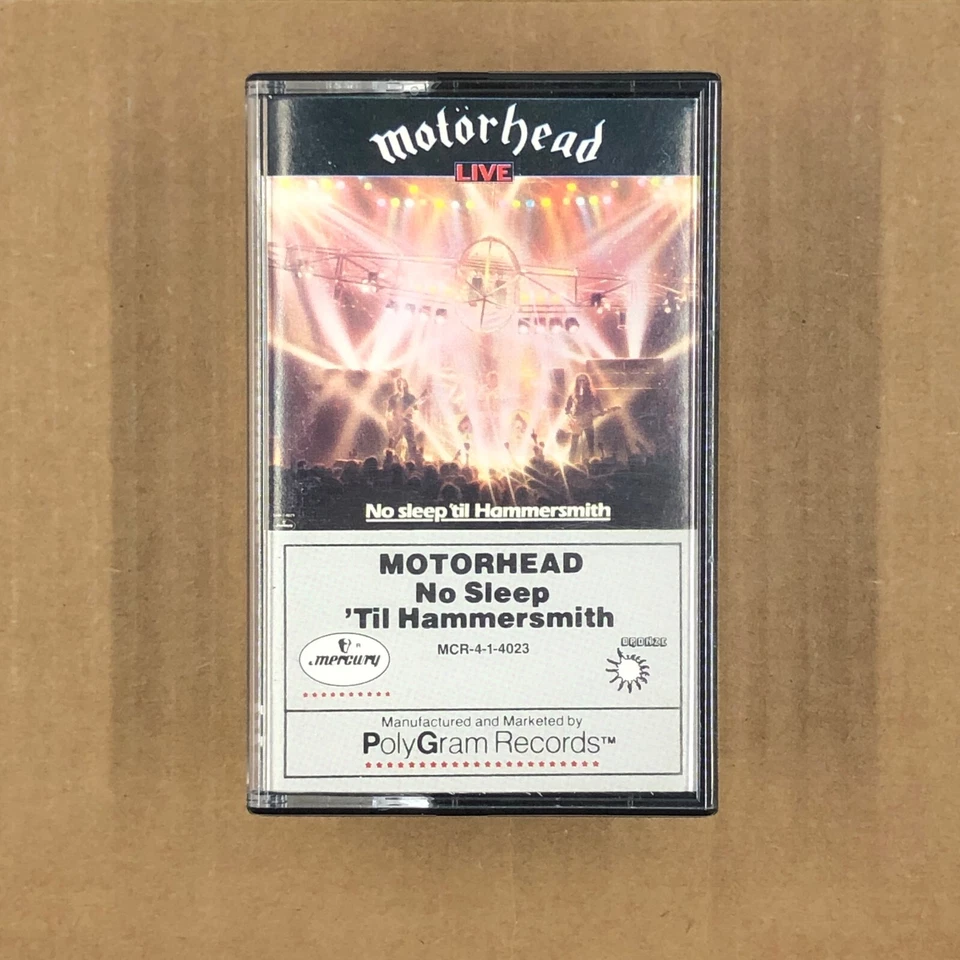 motörhead
LIVE
No sleep 'til Hammersmith
MOTORHEAD
No Sleep
'Til Hammersmith
MCR-4-1-4023
mercury
BRONZE
Manufactured and Marketed by
PolyGram Records™